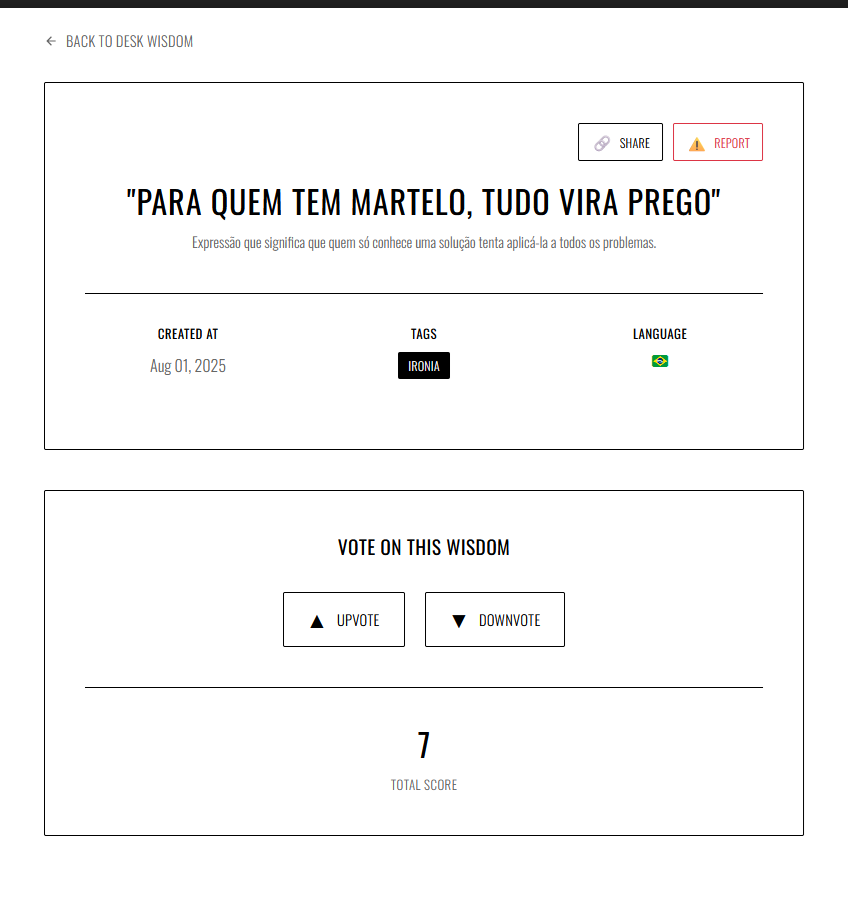 BACK TO DESK WISDOM
SHARE
REPORT
"PARA QUEM TEM MARTELO, TUDO VIRA PREGO"
Expressão que significa que quem só conhece uma solução tenta aplicá-la a todos os problemas.
CREATED AT
Aug 01, 2025
TAGS
IRONIA
LANGUAGE
VOTE ON THIS WISDOM
UPVOTE
DOWNVOTE
7
TOTAL SCORE